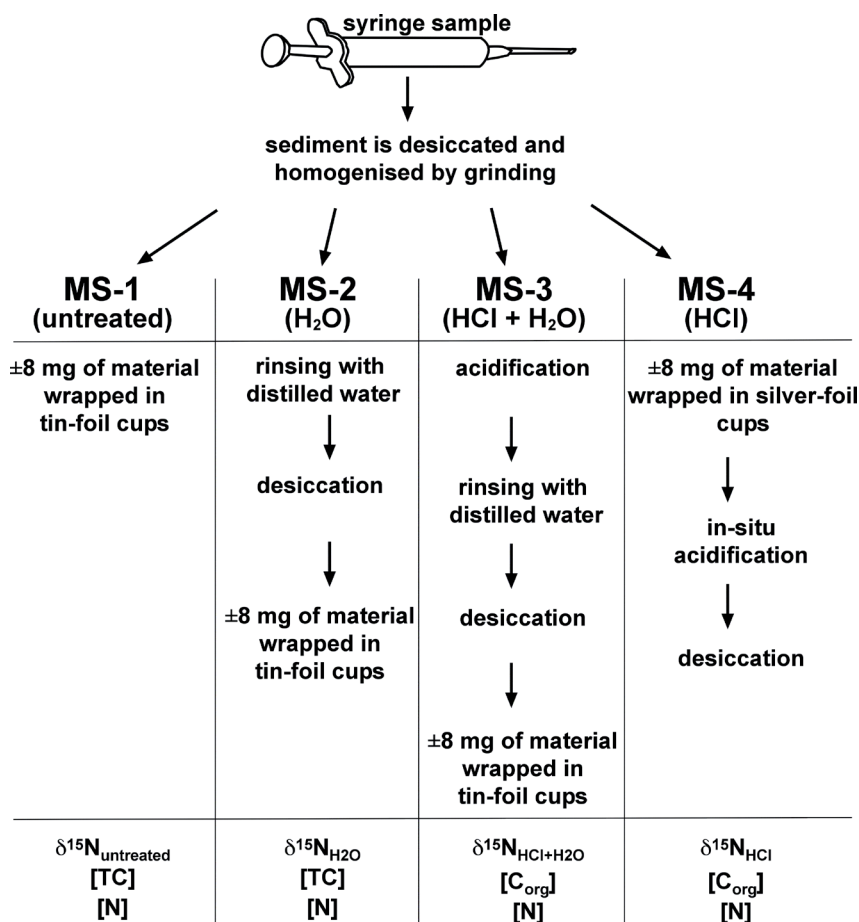 syringe sample
sediment is desiccated and
homogenised by grinding
MS-1
(untreated)
±8 mg of material
wrapped in
tin-foil cups
MS-2
(H₂O)
rinsing with
distilled water
desiccation
±8 mg of material
wrapped in
tin-foil cups
MS-3
(HCl + H₂O)
acidification
rinsing with
distilled water
desiccation
±8 mg of material
wrapped in
tin-foil cups
MS-4
(HCl)
±8 mg of material
wrapped in silver-foil
cups
in-situ
acidification
desiccation
δ¹⁵Nuntreated
[TC]
[N]
δ¹⁵NH2O
[TC]
[N]
δ¹⁵NHCl+H2O
[Corg]
[N]
δ¹⁵NHCl
[Corg]
[N]